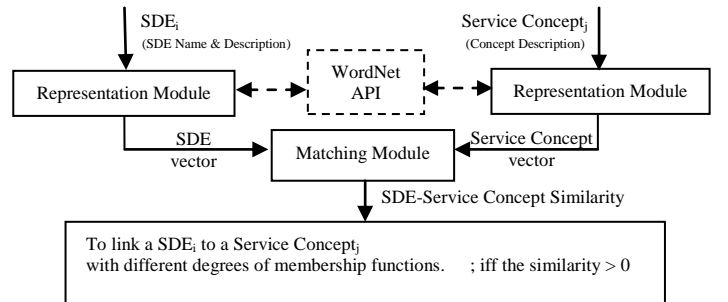 SDEi
(SDE Name & Description)
Service Conceptj
(Concept Description)
Representation Module
WordNet
API
Representation Module
SDE
vector
Matching Module
Service Concept
vector
SDE-Service Concept Similarity
To link a SDEi to a Service Conceptj
with different degrees of membership functions. ; iff the similarity > 0